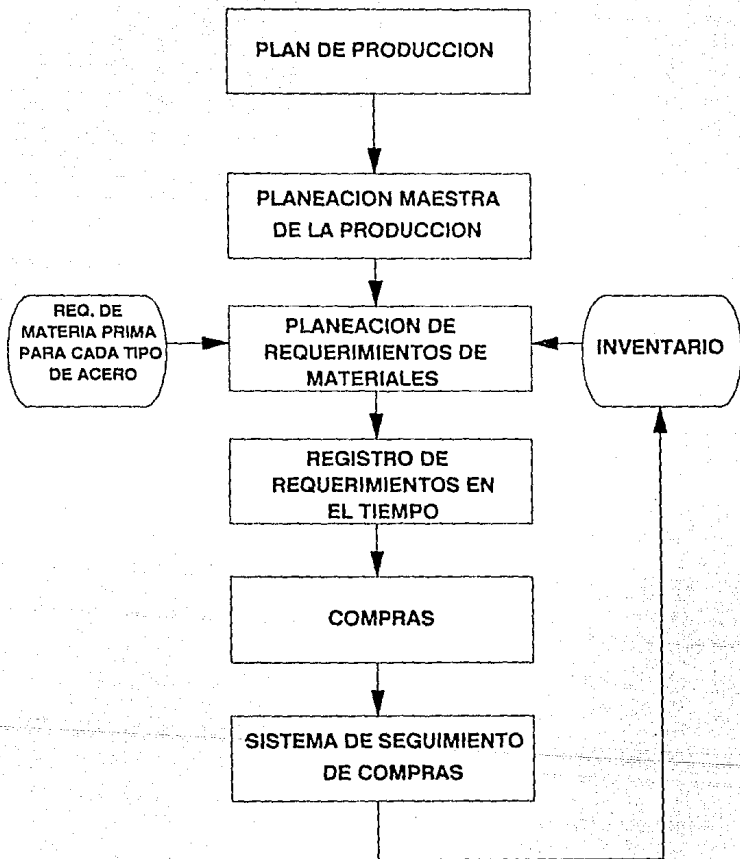 PLAN DE PRODUCCION
PLANEACION MAESTRA
DE LA PRODUCCION
REQ. DE
MATERIA PRIMA
PARA CADA TIPO
DE ACERO
PLANEACION DE
REQUERIMIENTOS DE
MATERIALES
INVENTARIO
REGISTRO DE
REQUERIMIENTOS EN
EL TIEMPO
COMPRAS
SISTEMA DE SEGUIMIENTO
DE COMPRAS